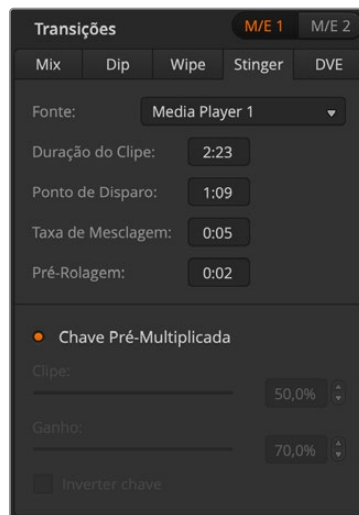 Transições M/E 1 M/E 2
Mix Dip Wipe Stinger DVE
Fonte: Media Player 1
Duração do Clipe: 2:23
Ponto de Disparo: 1:09
Taxa de Mesclagem: 0:05
Pré-Rolagem: 0:02
Chave Pré-Multiplicada
Clipe:
50,0%
Ganho:
70,0%
Inverter chave